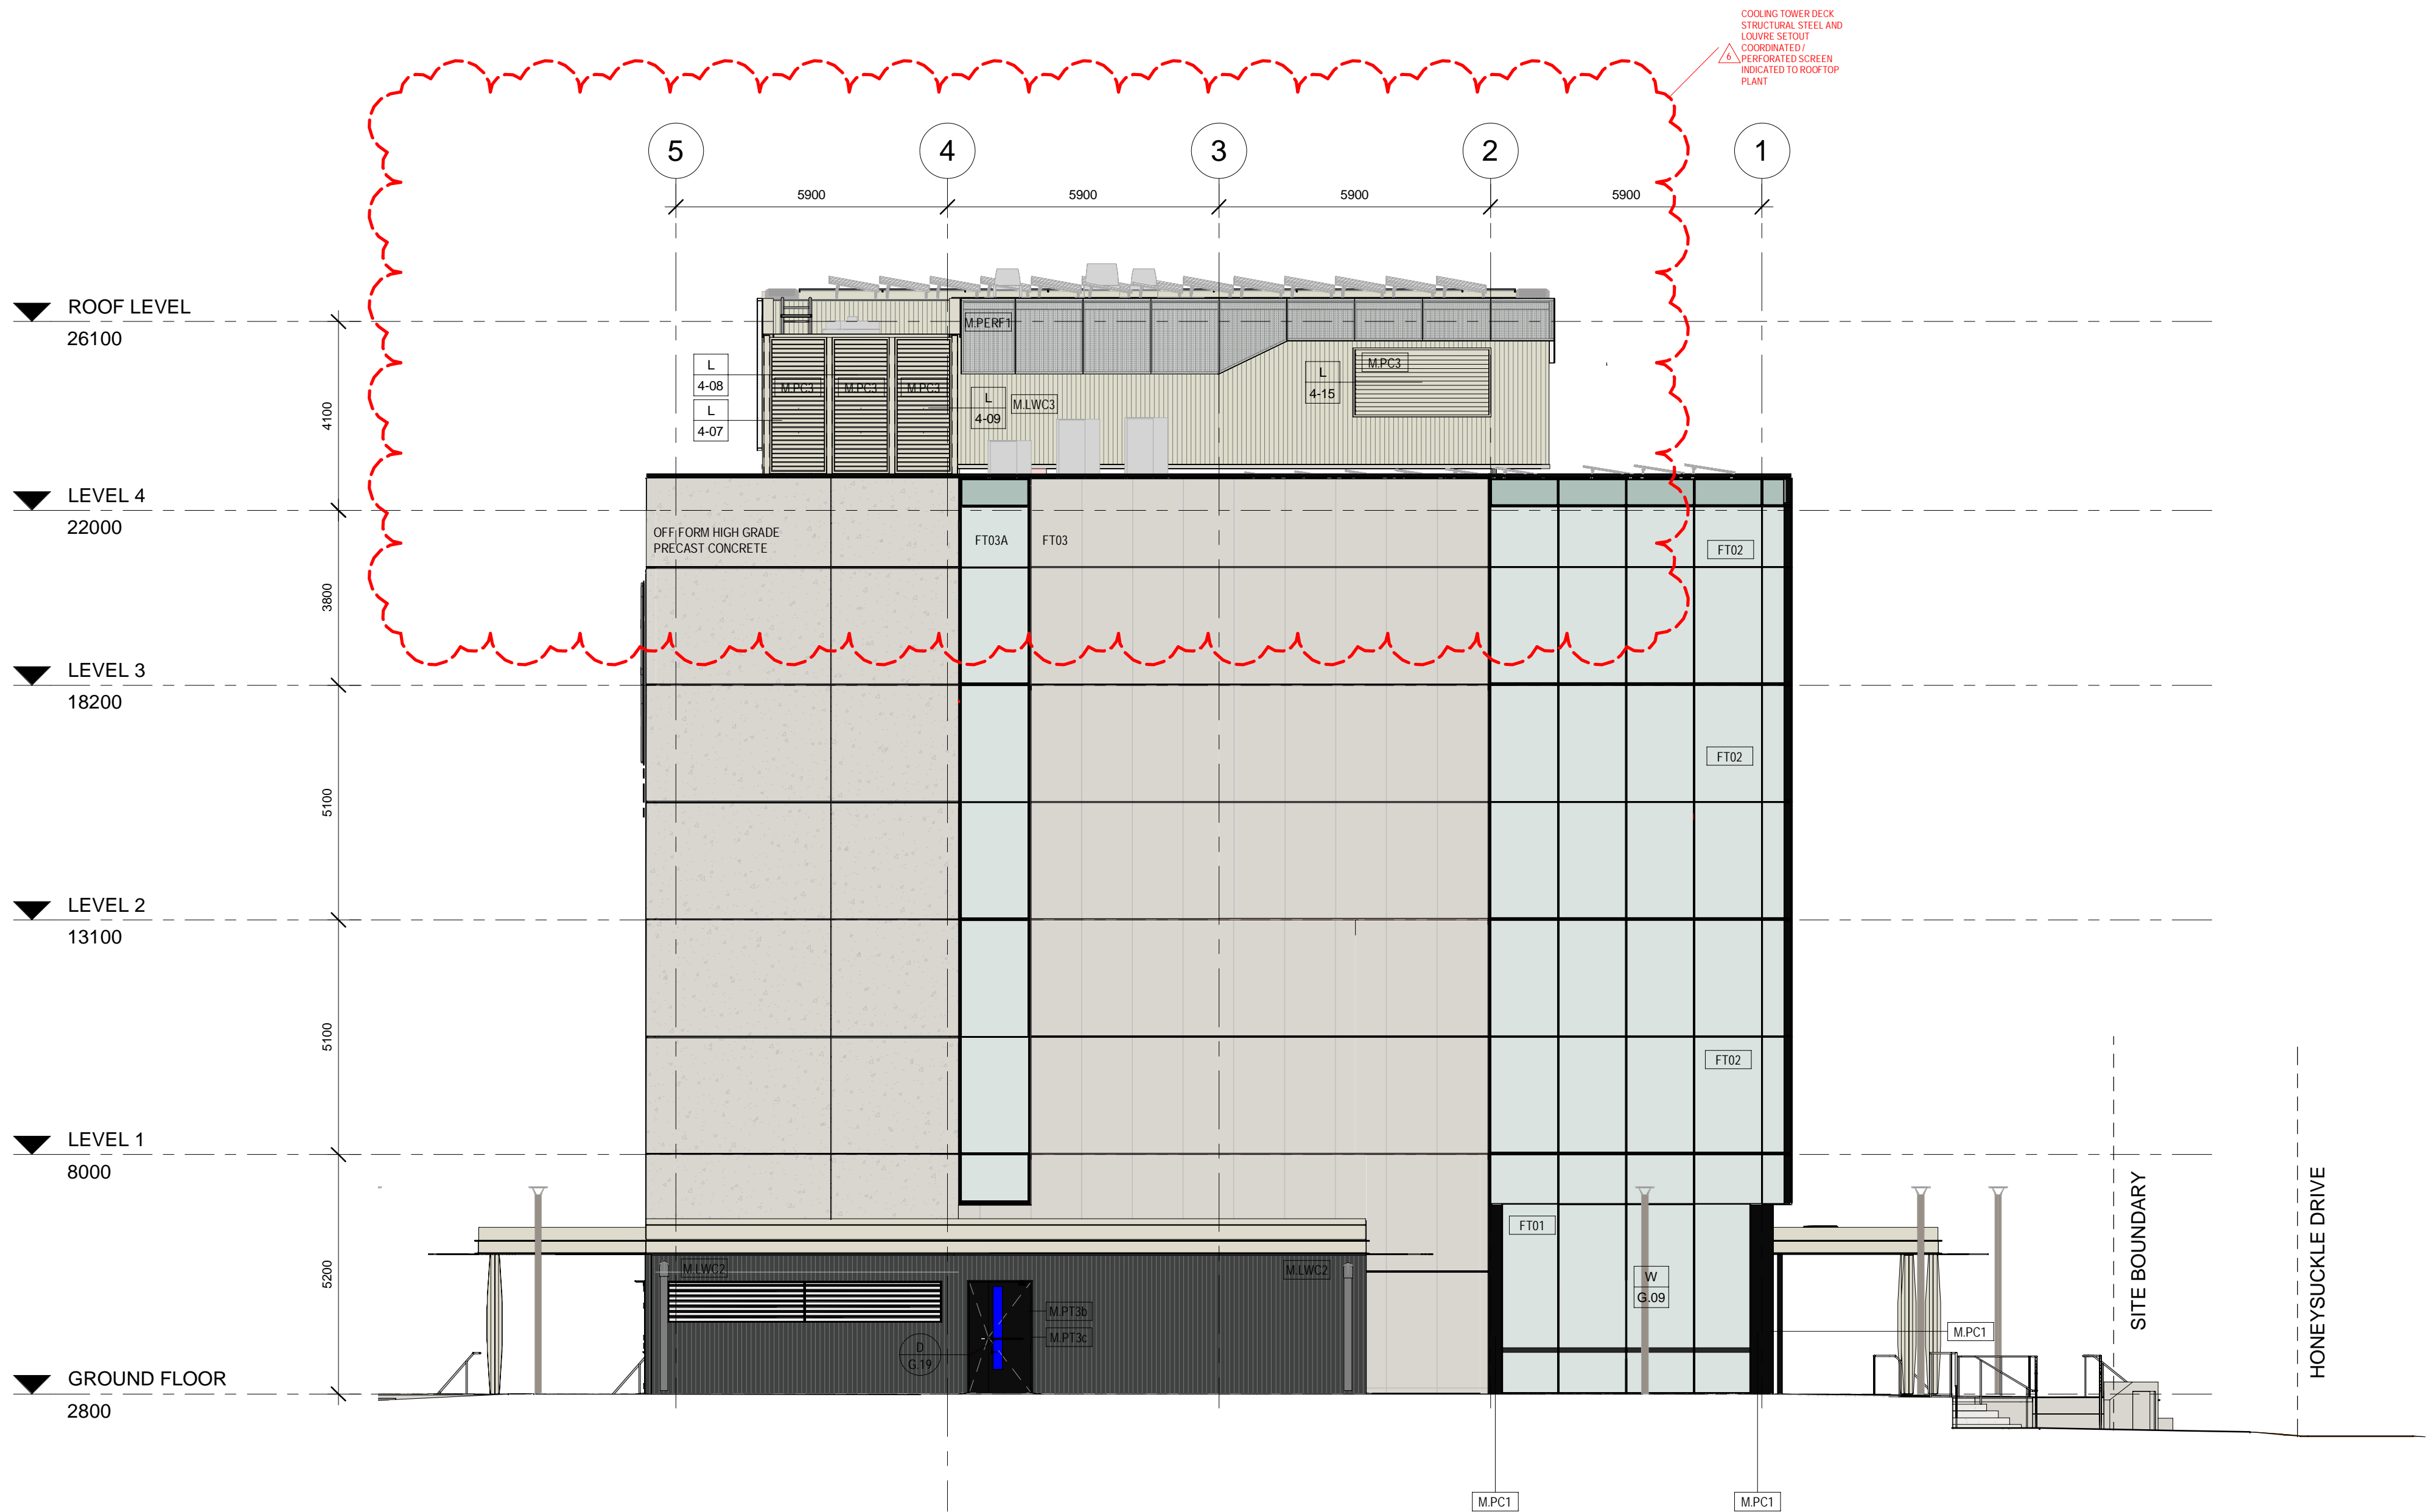 COOLING TOWER DECK
STRUCTURAL STEEL AND
LOUVRE SETOUT
COORDINATED /
PERFORATED SCREEN
INDICATED TO ROOFTOP
PLANT
6
5
4
3
2
1
5900
5900
5900
5900
ROOF LEVEL
26100
M.PERF1
L
4-08
M.PC3
M.PC3
M.PC3
L
4-07
L
4-09
M.LWC3
L
4-15
M.PC3
4100
LEVEL 4
22000
OFF FORM HIGH GRADE
PRECAST CONCRETE
FT03A
FT03
FT02
3800
LEVEL 3
18200
FT02
5100
LEVEL 2
13100
5100
FT02
LEVEL 1
8000
5200
M.LWC2
M.LWC2
FT01
W
G.09
M.PT3b
M.PT3c
D
G.19
M.PC1
SITE BOUNDARY
HONEYSUCKLE DRIVE
GROUND FLOOR
2800
M.PC1
M.PC1